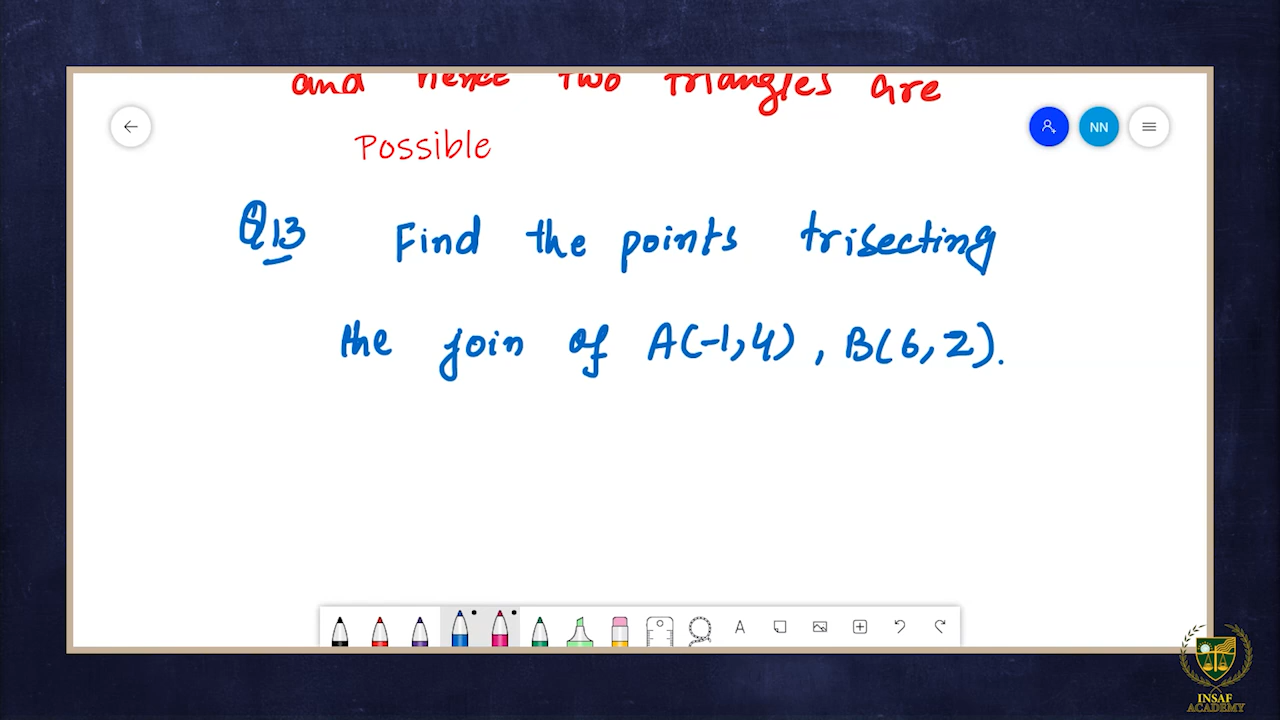 and hence two triangles are
Possible
NN
Q13 Find the points trisecting
the join of A(-1,4), B(6,2).
A
INSAF
ACADEMY